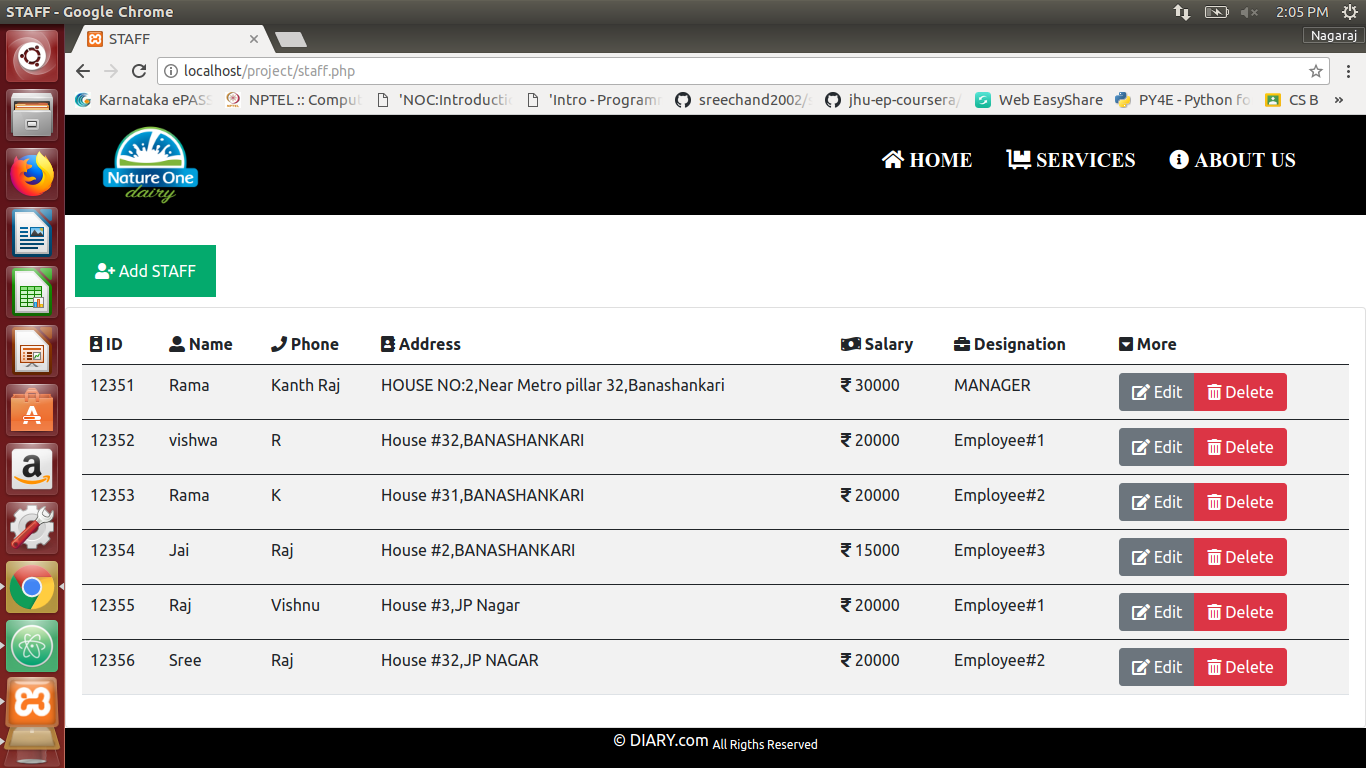 STAFF - Google Chrome
2:05 PM
STAFF
Nagaraj
localhost/project/staff.php
Karnataka ePASS NPTEL :: Comput 'NOC:Introducti 'Intro - Programm sreechand2002/ jhu-ep-coursera/ Web EasyShare PY4E - Python fo CS B »
Nature One
dairy
HOME SERVICES ABOUT US
Add STAFF
ID Name Phone Address Salary Designation More
12351 Rama Kanth Raj HOUSE NO:2,Near Metro pillar 32,Banashankari ₹ 30000 MANAGER Edit Delete
12352 vishwa R House #32,BANASHANKARI ₹ 20000 Employee#1 Edit Delete
12353 Rama K House #31,BANASHANKARI ₹ 20000 Employee#2 Edit Delete
12354 Jai Raj House #2,BANASHANKARI ₹ 15000 Employee#3 Edit Delete
12355 Raj Vishnu House #3,JP Nagar ₹ 20000 Employee#1 Edit Delete
12356 Sree Raj House #32,JP NAGAR ₹ 20000 Employee#2 Edit Delete
© DIARY.com All Rigths Reserved